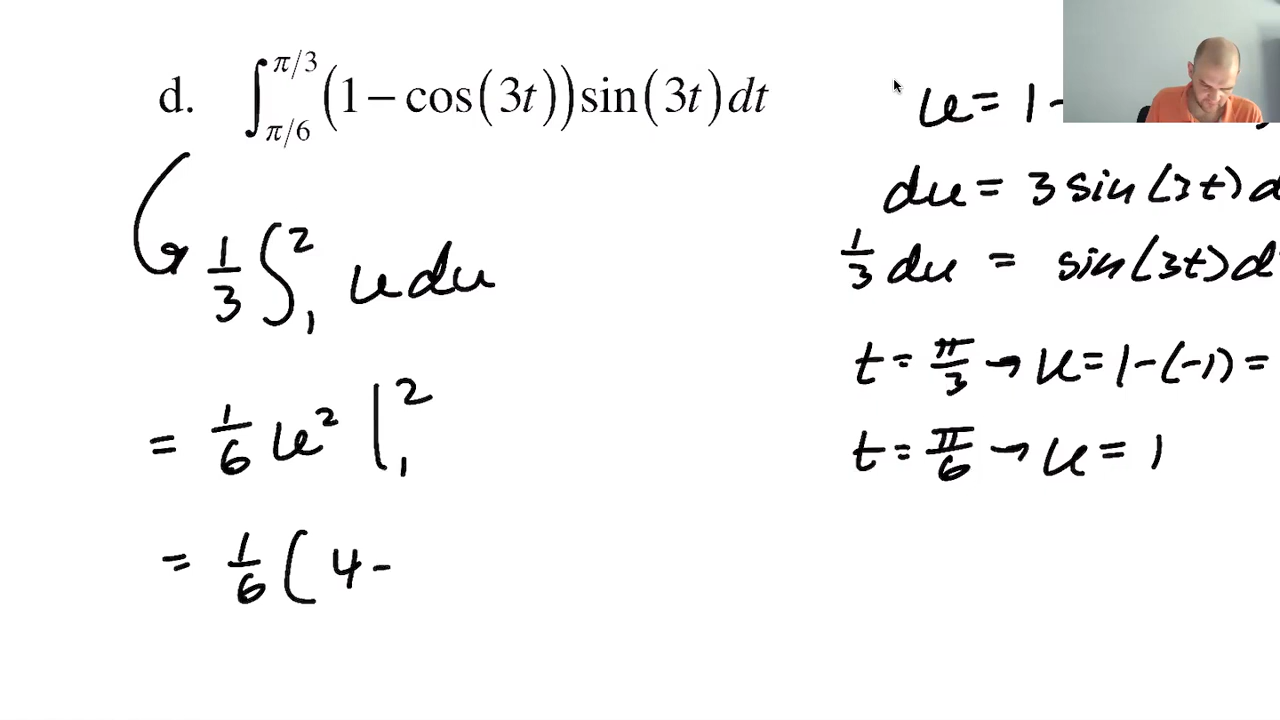 d. ∫_{π/6}^{π/3} (1 − cos(3t)) sin(3t) dt
u = 1 −
du = 3 sin(3t) d
1/3 du = sin(3t) d
1/3 ∫_1^2 u du
t = π/3 → u = 1 − (−1) =
= 1/6 u² |_1^2
t = π/6 → u = 1
= 1/6 ( 4 −